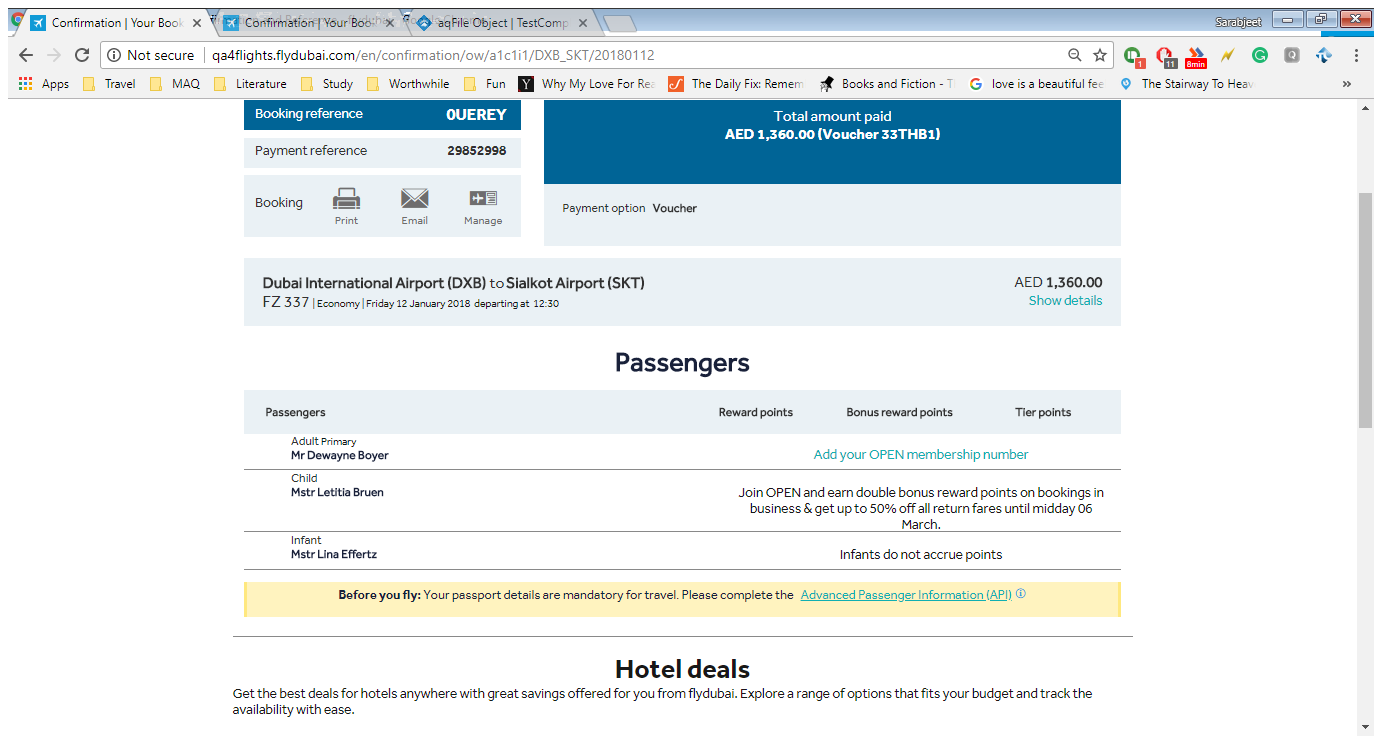 Confirmation | Your Book
Confirmation | Your Book
aqFile Object | TestComp
Sarabjeet
Not secure
qa4flights.flydubai.com/en/confirmation/ow/a1c1i1/DXB_SKT/20180112
1
11
8min
Apps
Travel
MAQ
Literature
Study
Worthwhile
Fun
Why My Love For Rea
The Daily Fix: Remem
Books and Fiction - T
love is a beautiful fee
The Stairway To Heav
»
Booking reference 0UEREY
Payment reference 29852998
Booking
Print
Email
Manage
Total amount paid
AED 1,360.00 (Voucher 33THB1)
Payment option Voucher
Dubai International Airport (DXB) to Sialkot Airport (SKT)
FZ 337 | Economy | Friday 12 January 2018 departing at 12:30
AED 1,360.00
Show details
Passengers
Passengers Reward points Bonus reward points Tier points
Adult Primary
Mr Dewayne Boyer
Add your OPEN membership number
Child
Mstr Letitia Bruen
Join OPEN and earn double bonus reward points on bookings in
business & get up to 50% off all return fares until midday 06
March.
Infant
Mstr Lina Effertz
Infants do not accrue points
Before you fly: Your passport details are mandatory for travel. Please complete the Advanced Passenger Information (API)
Hotel deals
Get the best deals for hotels anywhere with great savings offered for you from flydubai. Explore a range of options that fits your budget and track the
availability with ease.